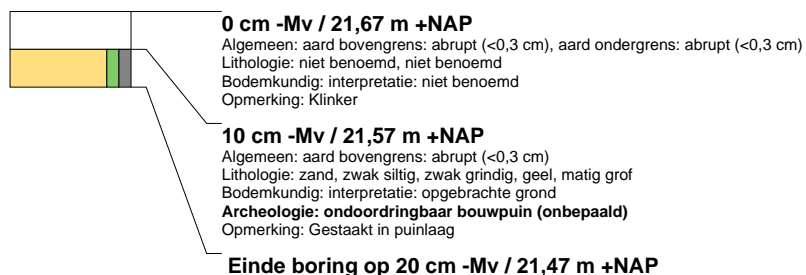 0 cm -Mv / 21,67 m +NAP
Algemeen: aard bovengrens: abrupt (<0,3 cm), aard ondergrens: abrupt (<0,3 cm)
Lithologie: niet benoemd, niet benoemd
Bodemkundig: interpretatie: niet benoemd
Opmerking: Klinker
10 cm -Mv / 21,57 m +NAP
Algemeen: aard bovengrens: abrupt (<0,3 cm)
Lithologie: zand, zwak siltig, zwak grindig, geel, matig grof
Bodemkundig: interpretatie: opgebrachte grond
Archeologie: ondoordringbaar bouwpuin (onbepaald)
Opmerking: Gestaakt in puinlaag
Einde boring op 20 cm -Mv / 21,47 m +NAP